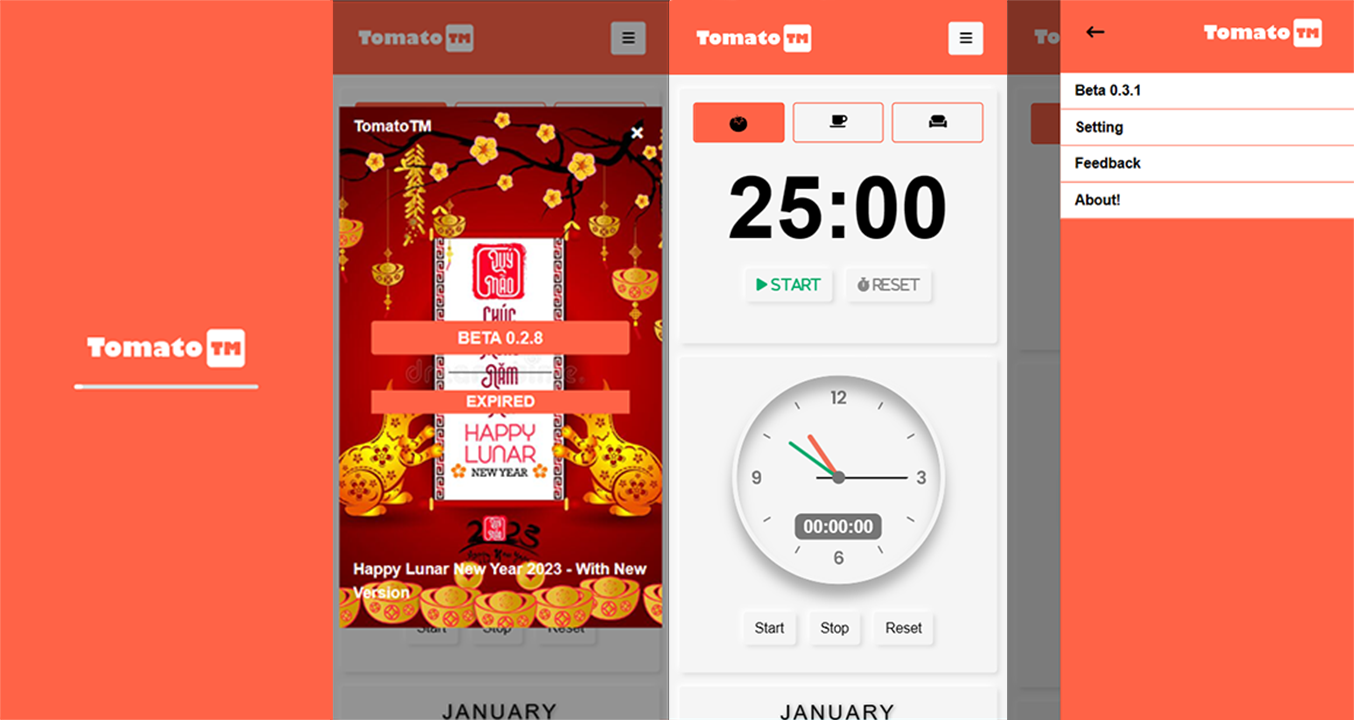 Tomato TM
Tomato TM
TomatoTM
Quý
Mão
CHÚC
BETA 0.2.8
NĂM
EXPIRED
HAPPY
LUNAR
NEW YEAR
2023
Happy Lunar New Year 2023 - With New
Version
Start Stop Reset
JANUARY
Tomato TM
25:00
START RESET
12
9 3
00:00:00
6
Start Stop Reset
JANUARY
To
Tomato TM
Beta 0.3.1
Setting
Feedback
About!